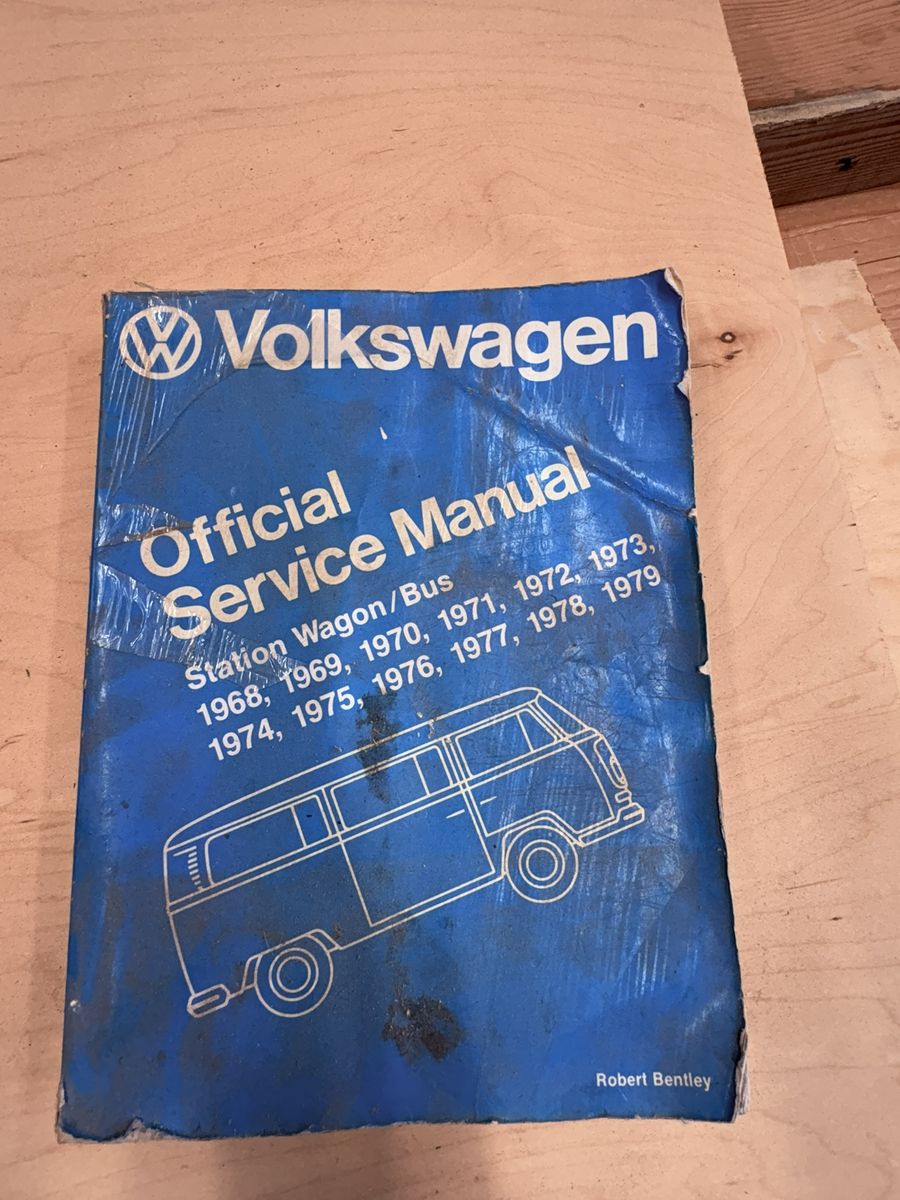 VW Volkswagen
Official
Service Manual
Station Wagon/Bus
1968, 1969, 1970, 1971, 1972, 1973,
1974, 1975, 1976, 1977, 1978, 1979
Robert Bentley